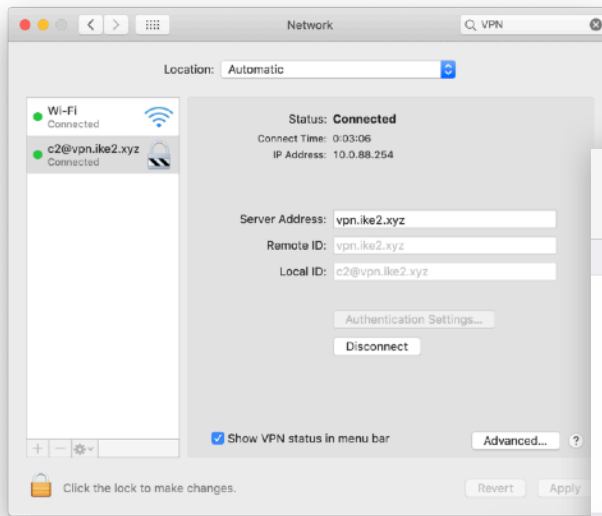 Network
VPN
Location: Automatic
Wi-Fi
Connected
c2@vpn.ike2.xyz
Connected
Status: Connected
Connect Time: 0:03:06
IP Address: 10.0.88.254
Server Address: vpn.ike2.xyz
Remote ID: vpn.ike2.xyz
Local ID: c2@vpn.ike2.xyz
Authentication Settings...
Disconnect
Show VPN status in menu bar
Advanced... ?
Click the lock to make changes.
Revert Apply